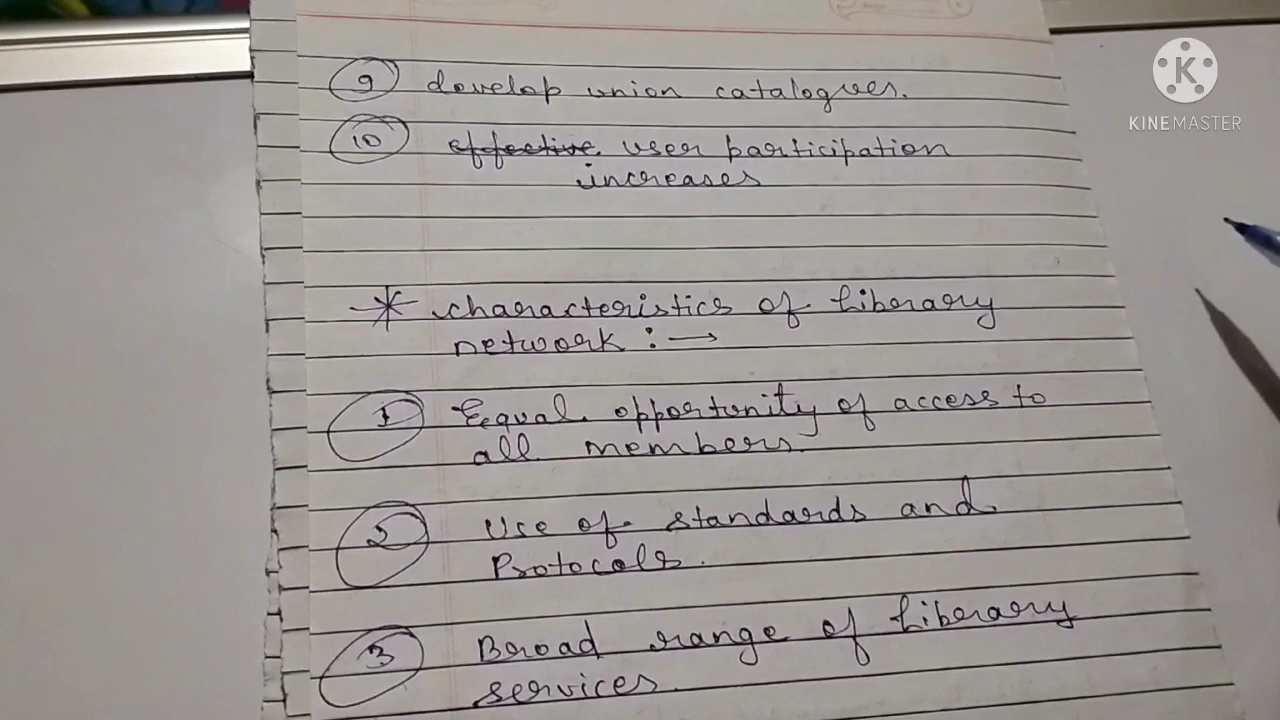 9 develop union catalogues.
10 effective user participation
increases
* characteristics of Liberary
network :→
1 Equal opportunity of access to
all members.
2 Use of standards and
Protocols.
3 Broad range of Liberary
services.
K
KINEMASTER